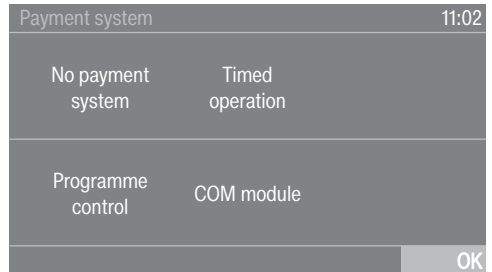 Payment system 11:02
No payment
system
Timed
operation
Programme
control
COM module
OK